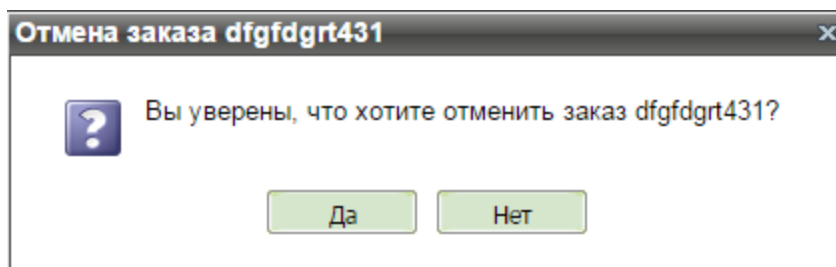 Отмена заказа dfgfdgrt431
Вы уверены, что хотите отменить заказ dfgfdgrt431?
Да Нет